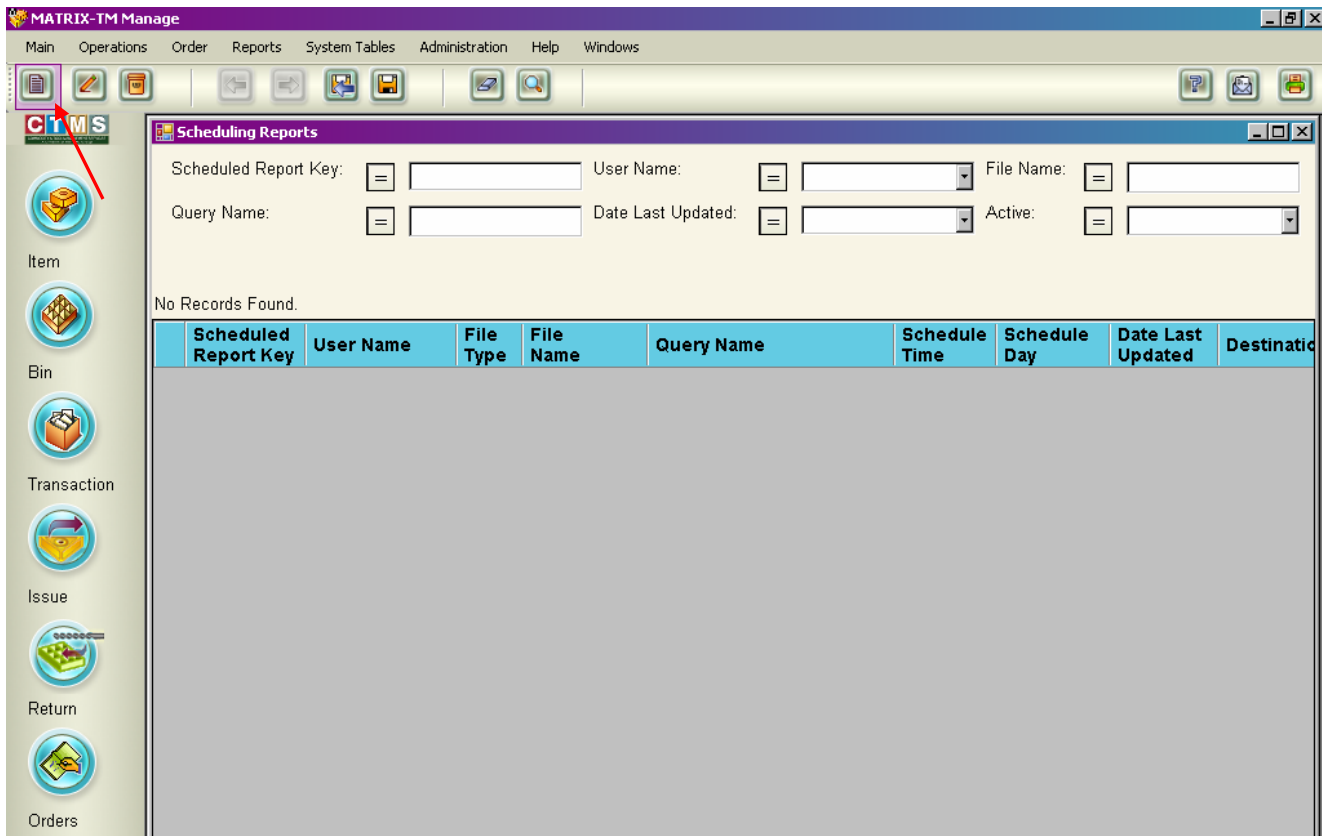 MATRIX-TM Manage
Main Operations Order Reports System Tables Administration Help Windows
CTMS
Scheduling Reports
Scheduled Report Key: = User Name: = File Name: =
Query Name: = Date Last Updated: = Active: =
No Records Found.
Scheduled Report Key User Name File Type File Name Query Name Schedule Time Schedule Day Date Last Updated Destinatio
Item
Bin
Transaction
Issue
Return
Orders